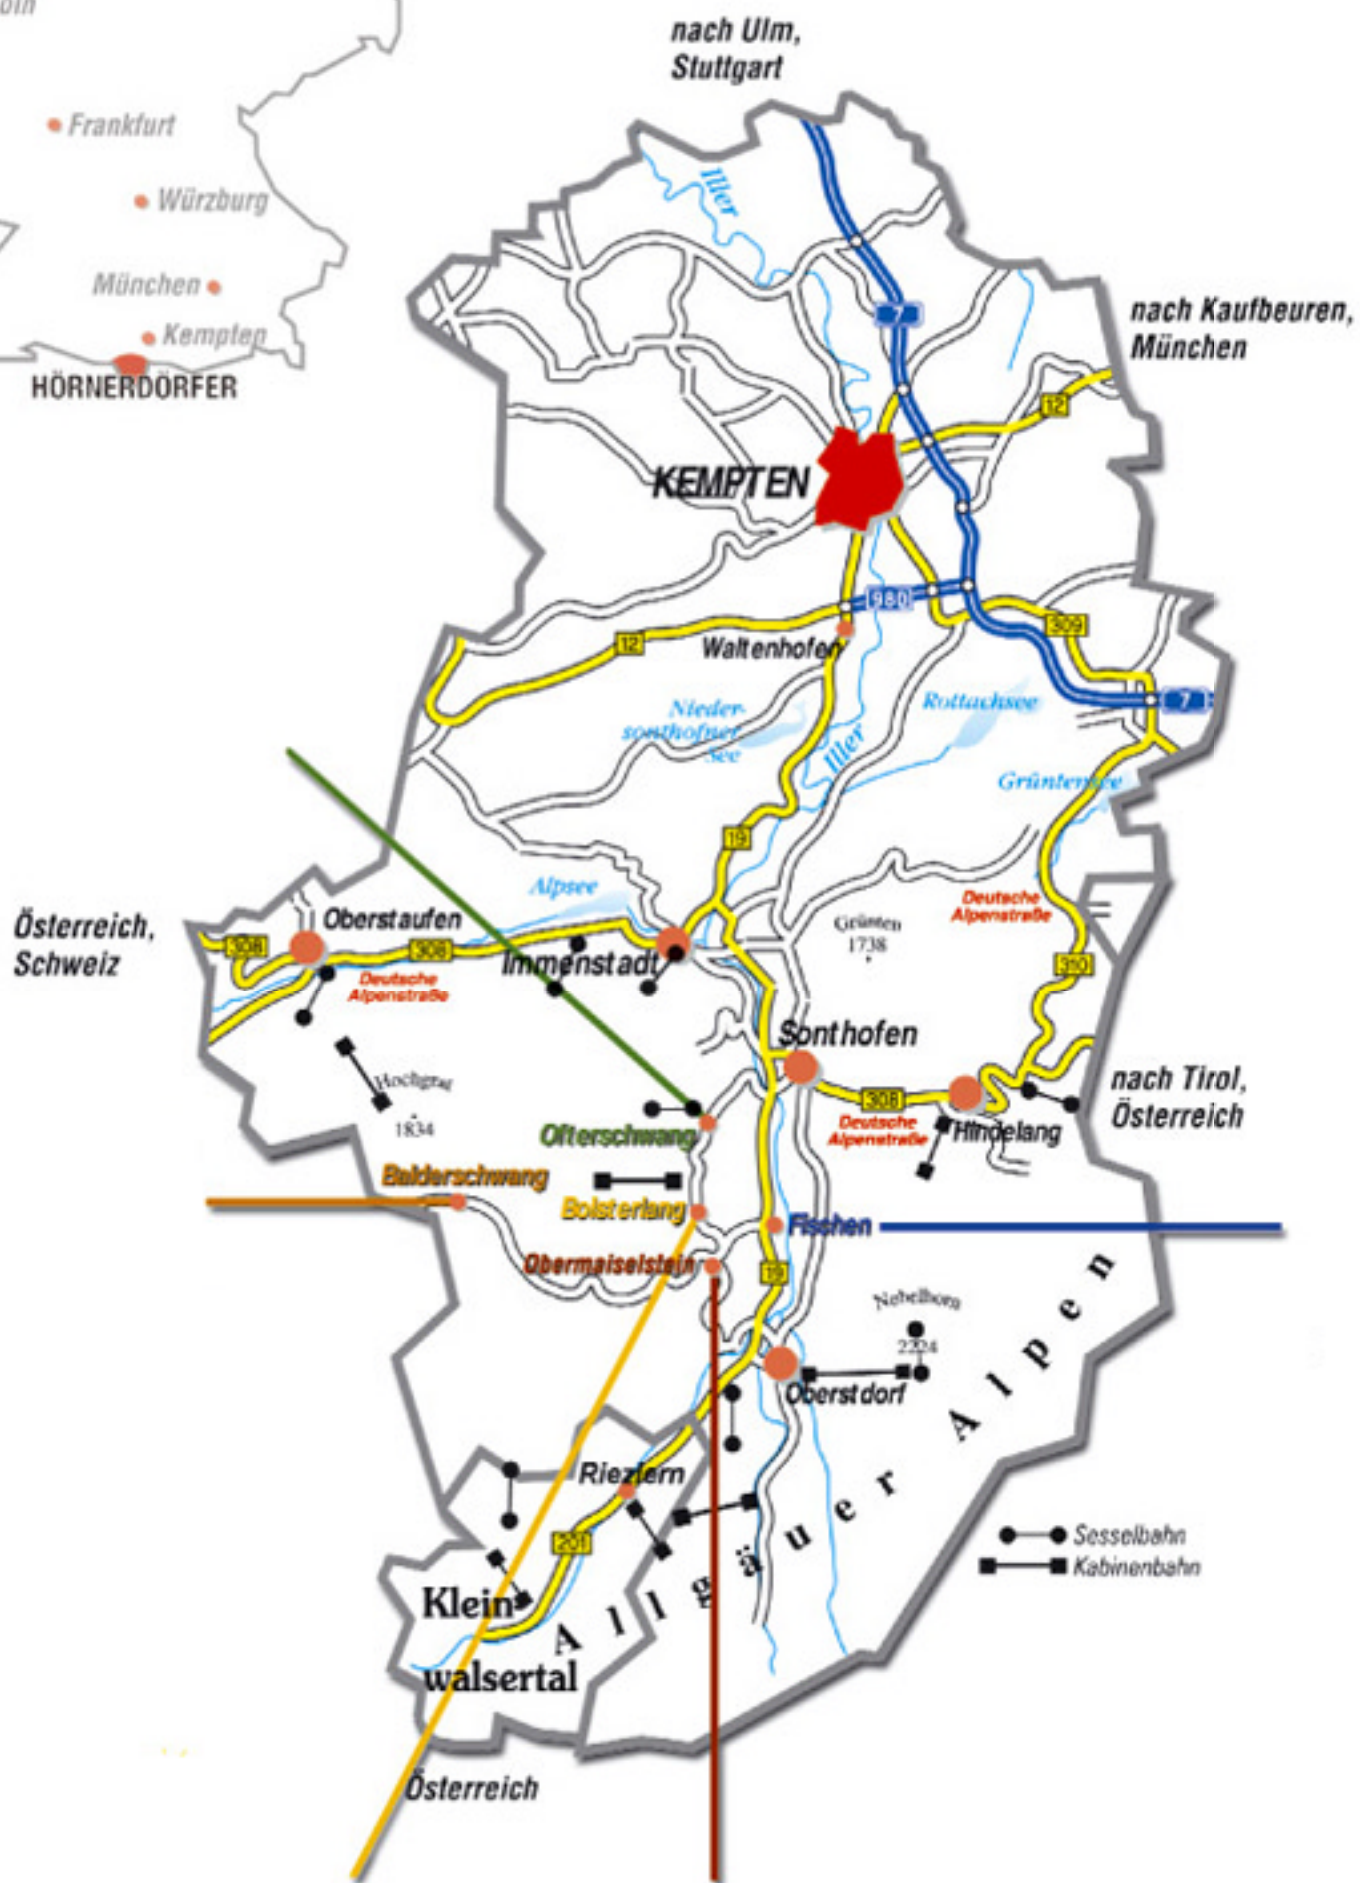 nach Ulm,
Stuttgart
Frankfurt
Würzburg
München
Kempten
HÖRNERDÖRFER
Iller
7
nach Kaufbeuren,
München
12
KEMPTEN
980
309
12
Waltenhofen
7
Nieder-
sonthofner
See
Rottachsee
Iller
Grüntensee
19
Alpsee
Deutsche
Alpenstraße
Österreich,
Schweiz
308
Oberstaufen
308
Deutsche
Alpenstraße
Immenstadt
Grünten
1738
310
Sonthofen
Hochgrat
1834
nach Tirol,
Österreich
308
Deutsche
Alpenstraße
Hindelang
Ofterschwang
Balderschwang
Bolsterlang
Fischen
Obermaiselstein
19
Nebelhorn
2224
Oberstdorf
Riezlern
201
Allgäuer Alpen
Sesselbahn
Kabinenbahn
Klein
walsertal
Österreich